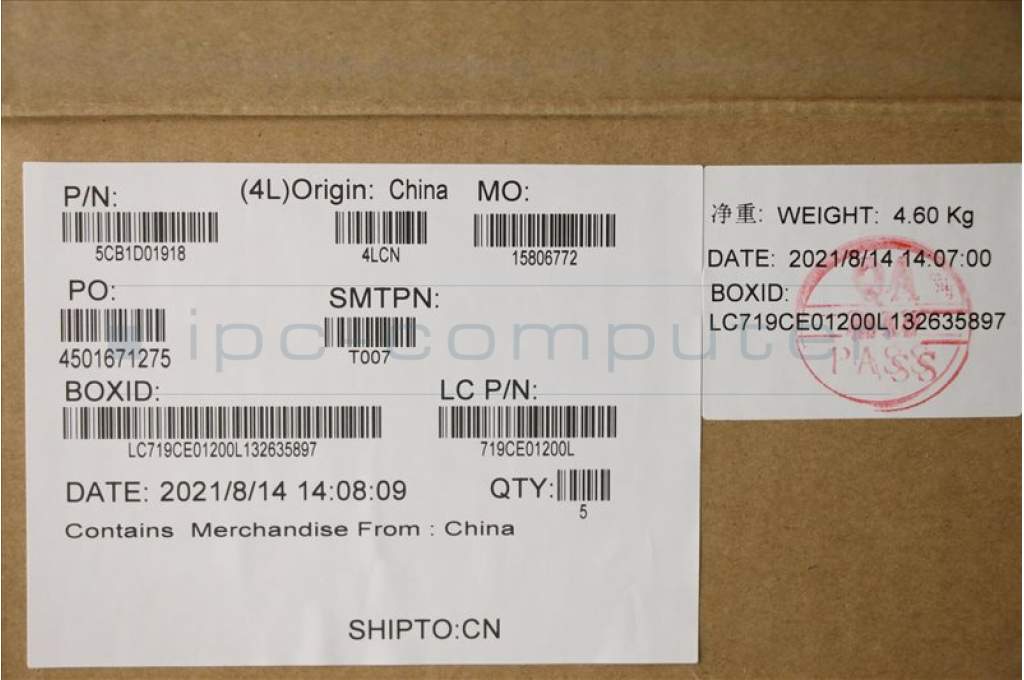 P/N:
5CB1D01918
(4L)Origin: China
4LCN
MO:
15806772
PO:
4501671275
SMTPN:
T007
BOXID:
LC719CE01200L132635897
LC P/N:
719CE01200L
DATE: 2021/8/14 14:08:09
QTY:
5
Contains Merchandise From : China
SHIPTO:CN
净重: WEIGHT: 4.60 Kg
DATE: 2021/8/14 14:07:00
BOXID:
LC719CE01200L132635897
QA
PASS
ipc-computer